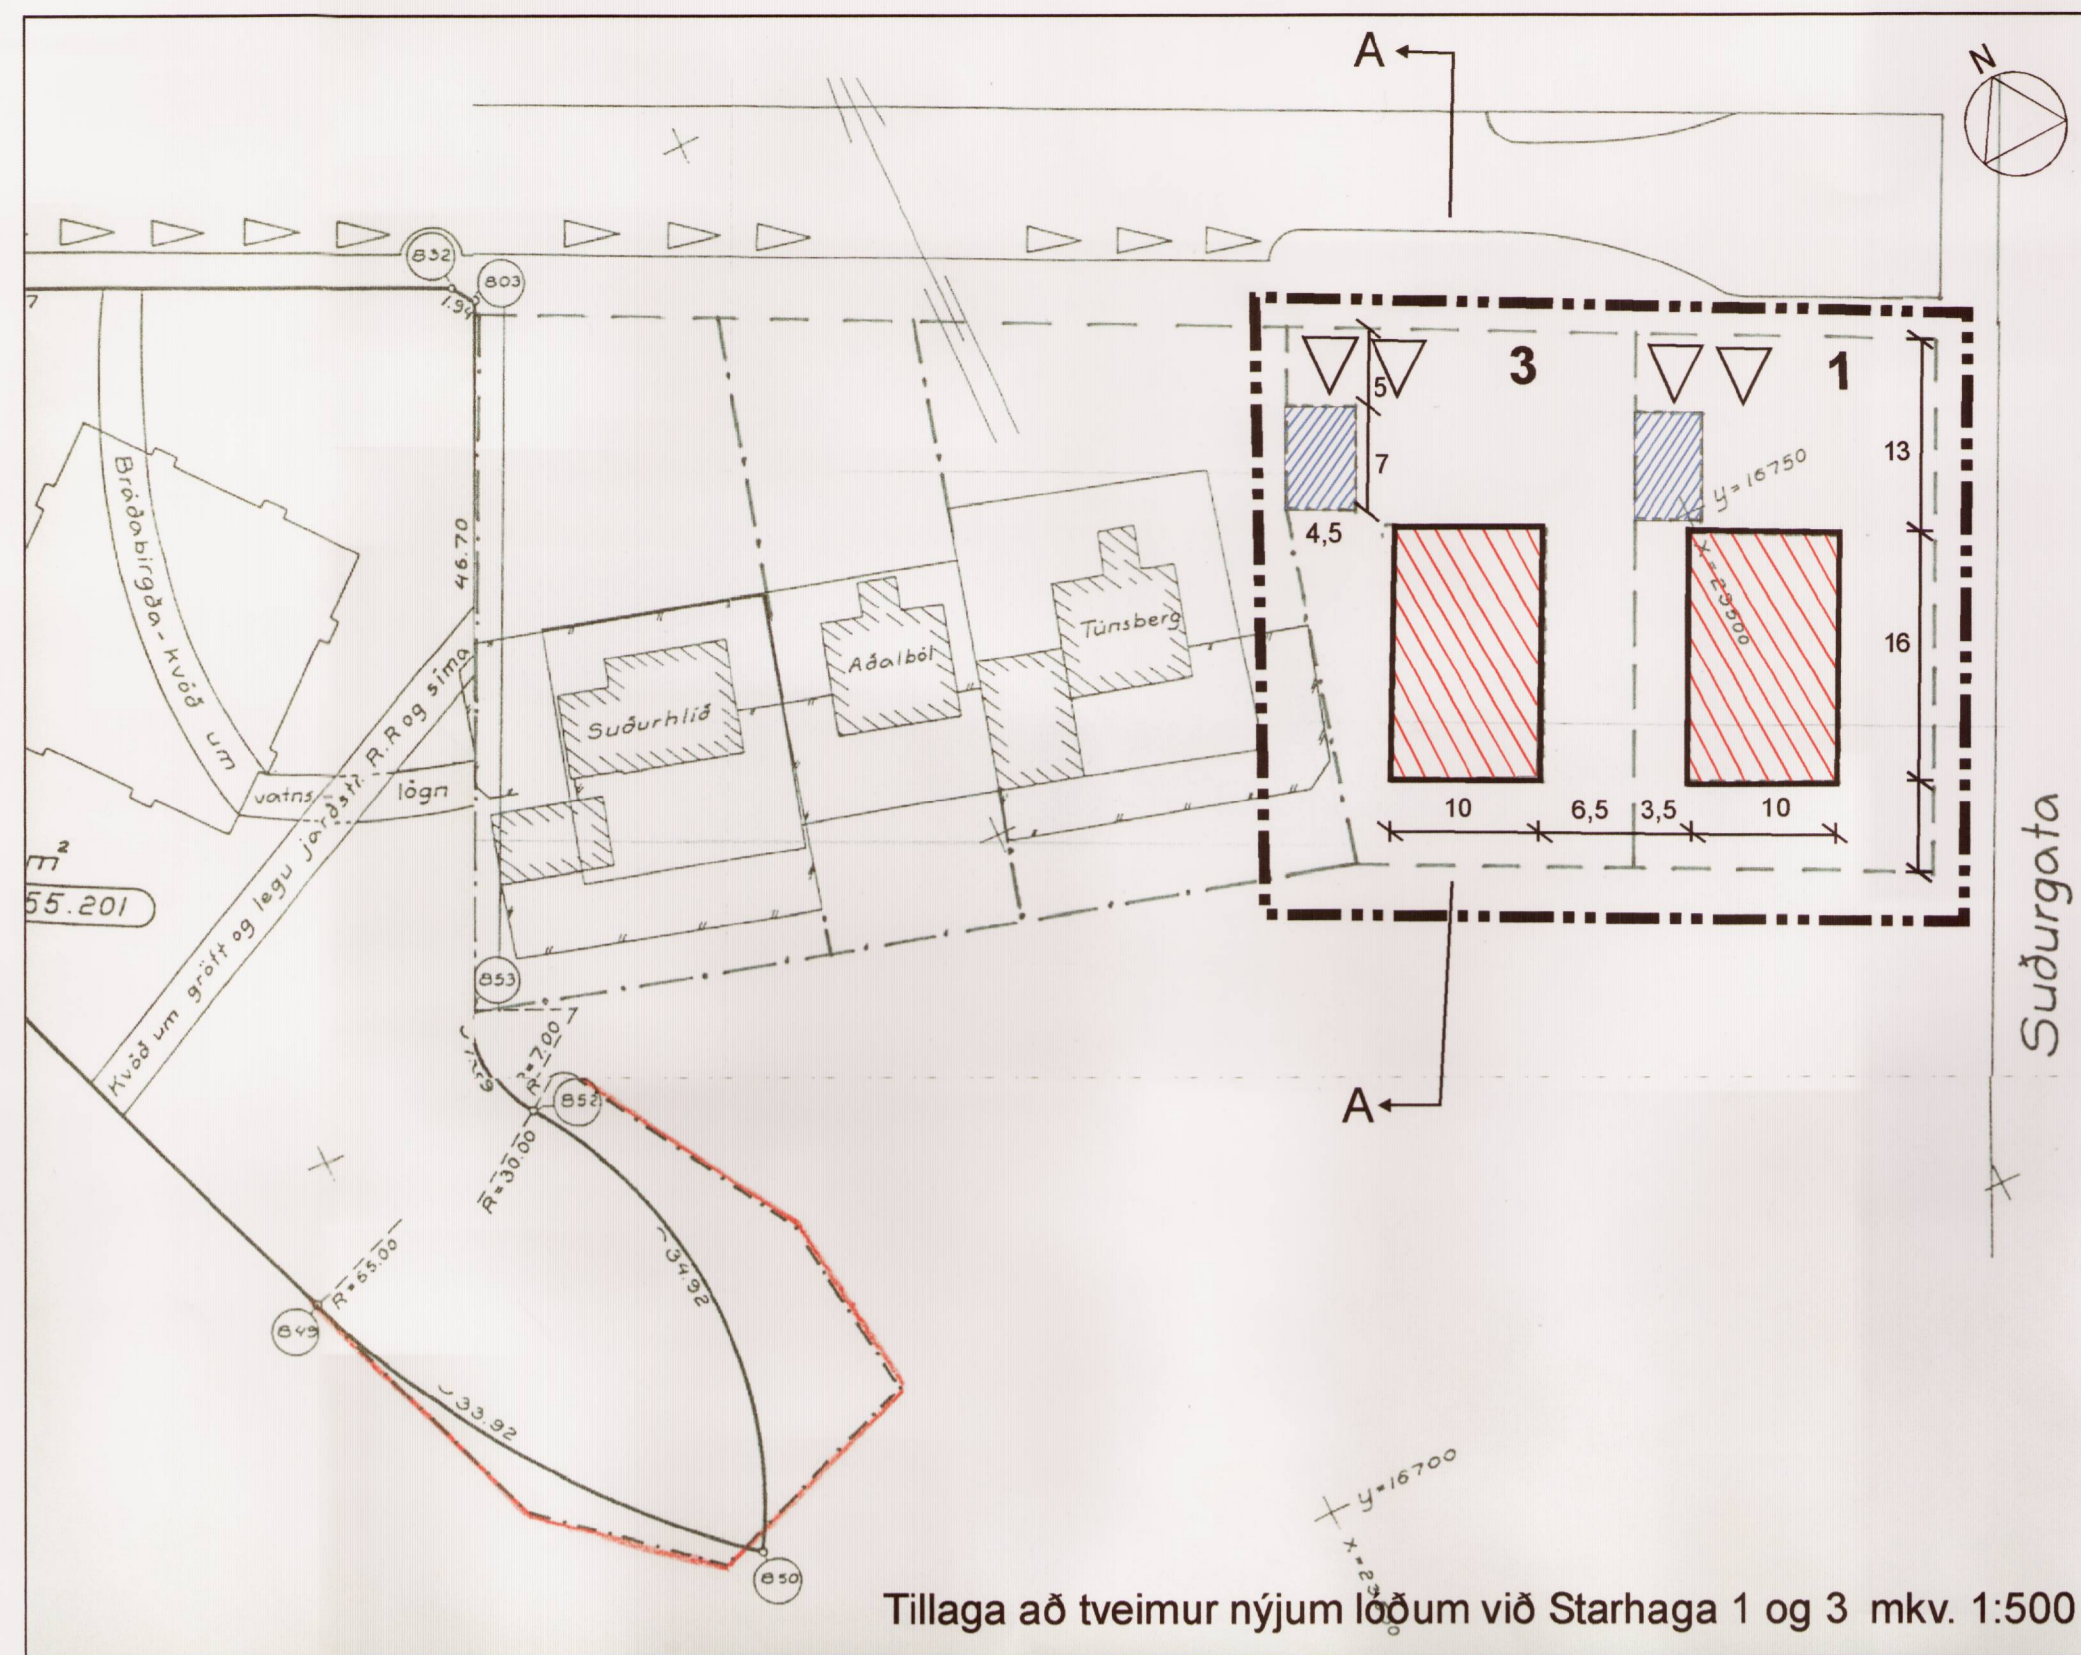 A
N
832
803
1.94
7
3
1
5
7
4,5
13
16
y=16750
x=23500
46.70
Bráðabirgða-kvöð um
vatns-
lögn
Kvöð um gröft og legu jarðstr. R.R og síma
Suðurhlíð
Aðalból
Túnsberg
10
6,5
3,5
10
m²
55.201
853
Suðurgata
R=7.00
852
R=30.00
A
R=65.00
849
34.92
33.92
850
y=16700
Tillaga að tveimur nýjum lóðum við Starhaga 1 og 3 mkv. 1:500